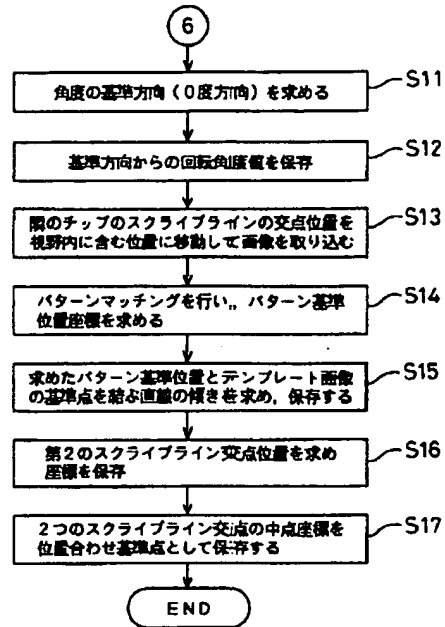 6
角度の基準方向(0度方向)を求める
S11
基準方向からの回転角度値を保存
S12
隣のチップのスクライブラインの交点位置を
視野内に含む位置に移動して画像を取り込む
S13
パターンマッチングを行い,パターン基準
位置座標を求める
S14
求めたパターン基準位置とテンプレート画像
の基準点を結ぶ直線の傾きを求め,保存する
S15
第2のスクライブライン交点位置を求め
座標を保存
S16
2つのスクライブライン交点の中点座標を
位置合わせ基準点として保存する
S17
END